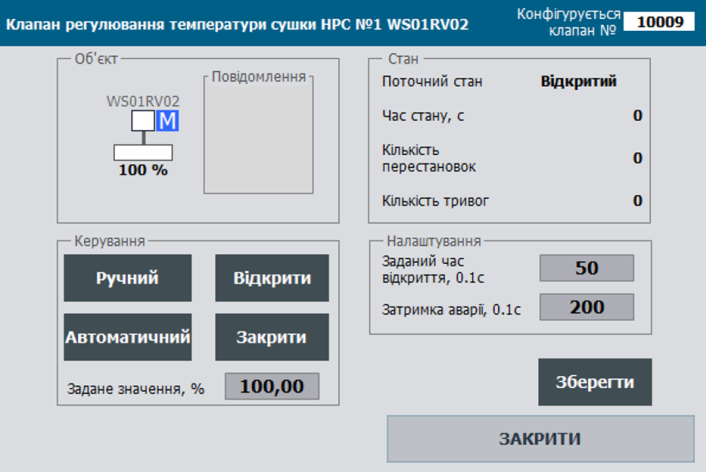 Клапан регулювання температури сушки НРС №1 WS01RV02
Конфігурується
клапан №
10009
Об'єкт
Повідомлення
WS01RV02
M
100 %
Стан
Поточний стан
Відкритий
Час стану, с
0
Кількість
перестановок
0
Кількість тривог
0
Керування
Ручний
Відкрити
Автоматичний
Закрити
Задане значення, %
100,00
Налаштування
Заданий час
відкриття, 0.1с
50
Затримка аварії, 0.1с
200
Зберегти
ЗАКРИТИ